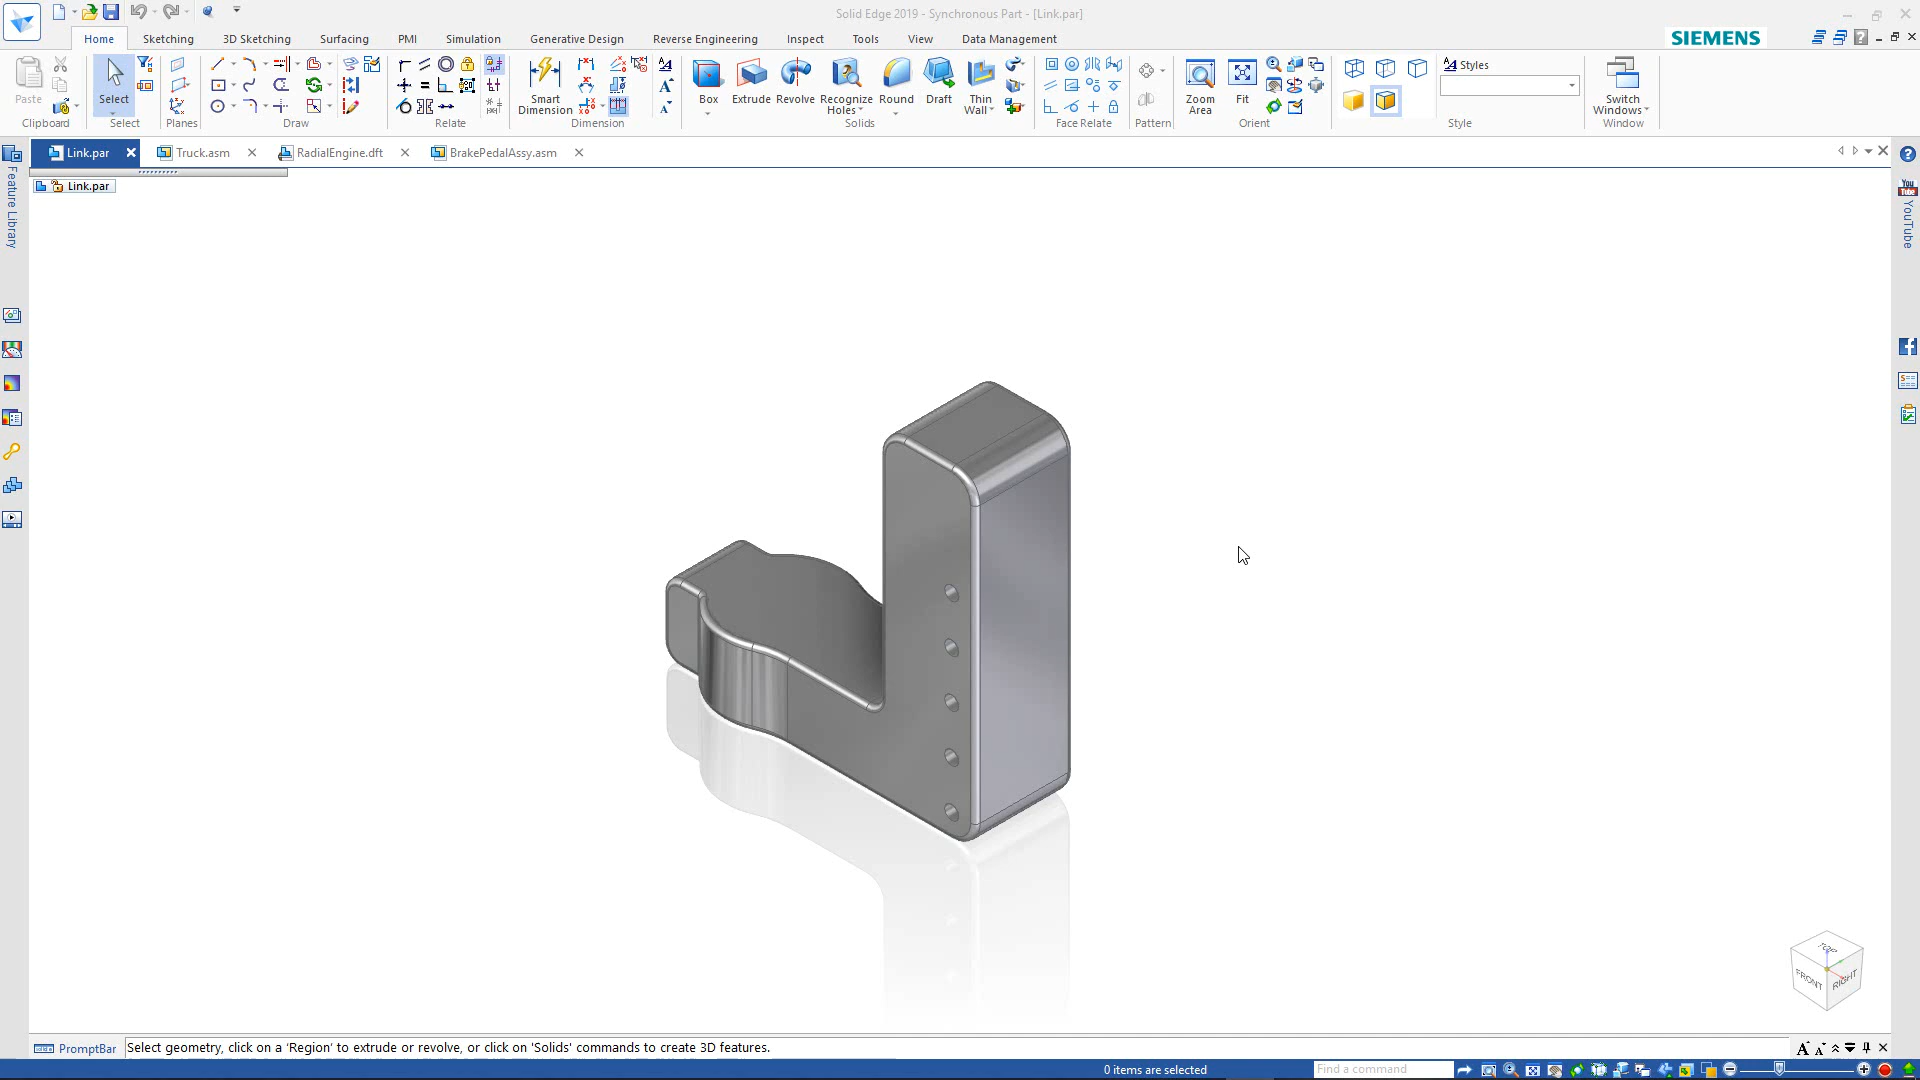 Solid Edge 2019 - Synchronous Part - [Link.par]
Home Sketching 3D Sketching Surfacing PMI Simulation Generative Design Reverse Engineering Inspect Tools View Data Management
SIEMENS
Paste
Clipboard
Select
Select
Planes
Draw
Relate
Smart
Dimension
Dimension
Box
Extrude
Revolve
Recognize
Holes
Round
Draft
Thin
Wall
Solids
Face Relate
Pattern
Zoom
Area
Fit
Orient
Styles
Style
Switch
Windows
Window
Link.par
Truck.asm
RadialEngine.dft
BrakePedalAssy.asm
Link.par
Feature Library
You
Tube
YouTube
TOP
FRONT
RIGHT
PromptBar
Select geometry, click on a 'Region' to extrude or revolve, or click on 'Solids' commands to create 3D features.
0 items are selected
Find a command